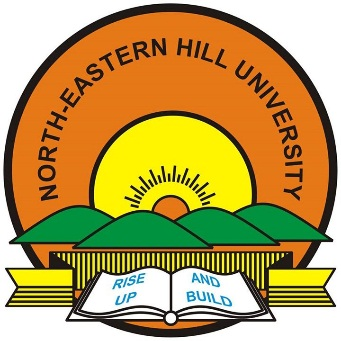 NORTH-EASTERN HILL UNIVERSITY
RISE
UP
AND
BUILD